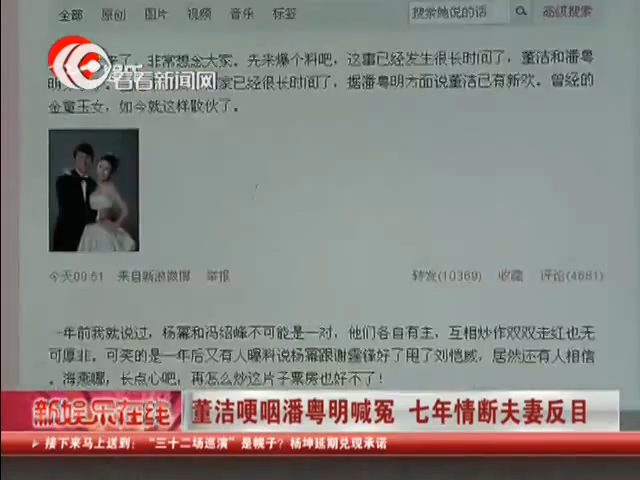 全部 原创 图片 视频 音乐 标签 搜索她说的话 高级搜索
来了，非常想念大家。先来爆个料吧，这事已经发生很长时间了，董洁和潘粤
明
家已经很长时间了，据潘粤明方面说董洁已有新欢。曾经的
金童玉女，如今就这样散伙了。
看看新闻网
今天09:51 来自新浪微博 举报 转发(10369) 收藏 评论(4681)
一年前我就说过，杨幂和冯绍峰不可能是一对，他们各自有主，互相炒作双双走红也无
可厚非。可笑的是一年后又有人曝料说杨幂跟谢霆锋好了甩了刘恺威，居然还有人相信
。海燕哪，长点心吧，再怎么炒这片子票房也好不了！
新娱乐在线
董洁哽咽潘粤明喊冤 七年情断夫妻反目
接下来马上送到：“三十二场巡演”是幌子？杨坤延期兑现承诺